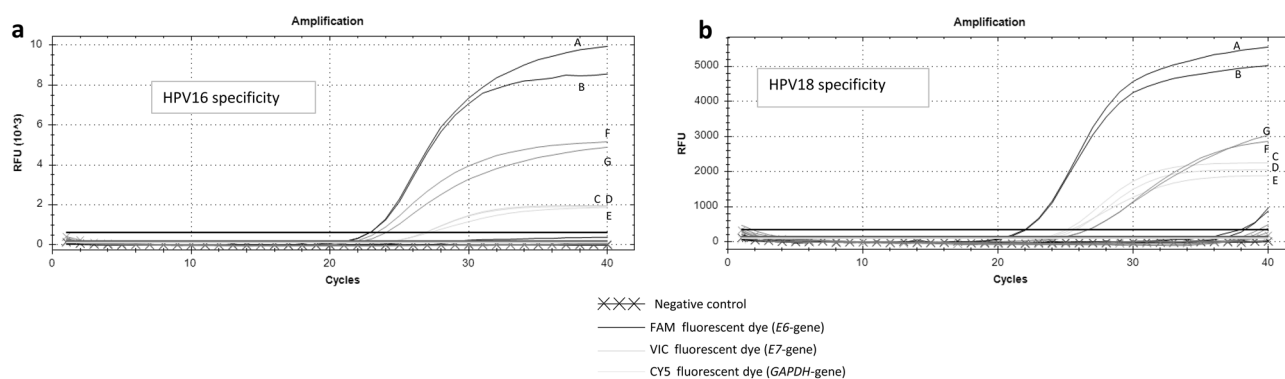 a
Amplification
10
8
6
4
2
0
RFU (10^3)
HPV16 specificity
A
B
F
G
C D
E
0
10
20
30
40
Cycles
b
Amplification
5000
4000
3000
2000
1000
0
RFU
HPV18 specificity
A
B
G
F
C
D
E
0
10
20
30
40
Cycles
Negative control
FAM fluorescent dye (E6-gene)
VIC fluorescent dye (E7-gene)
CY5 fluorescent dye (GAPDH-gene)